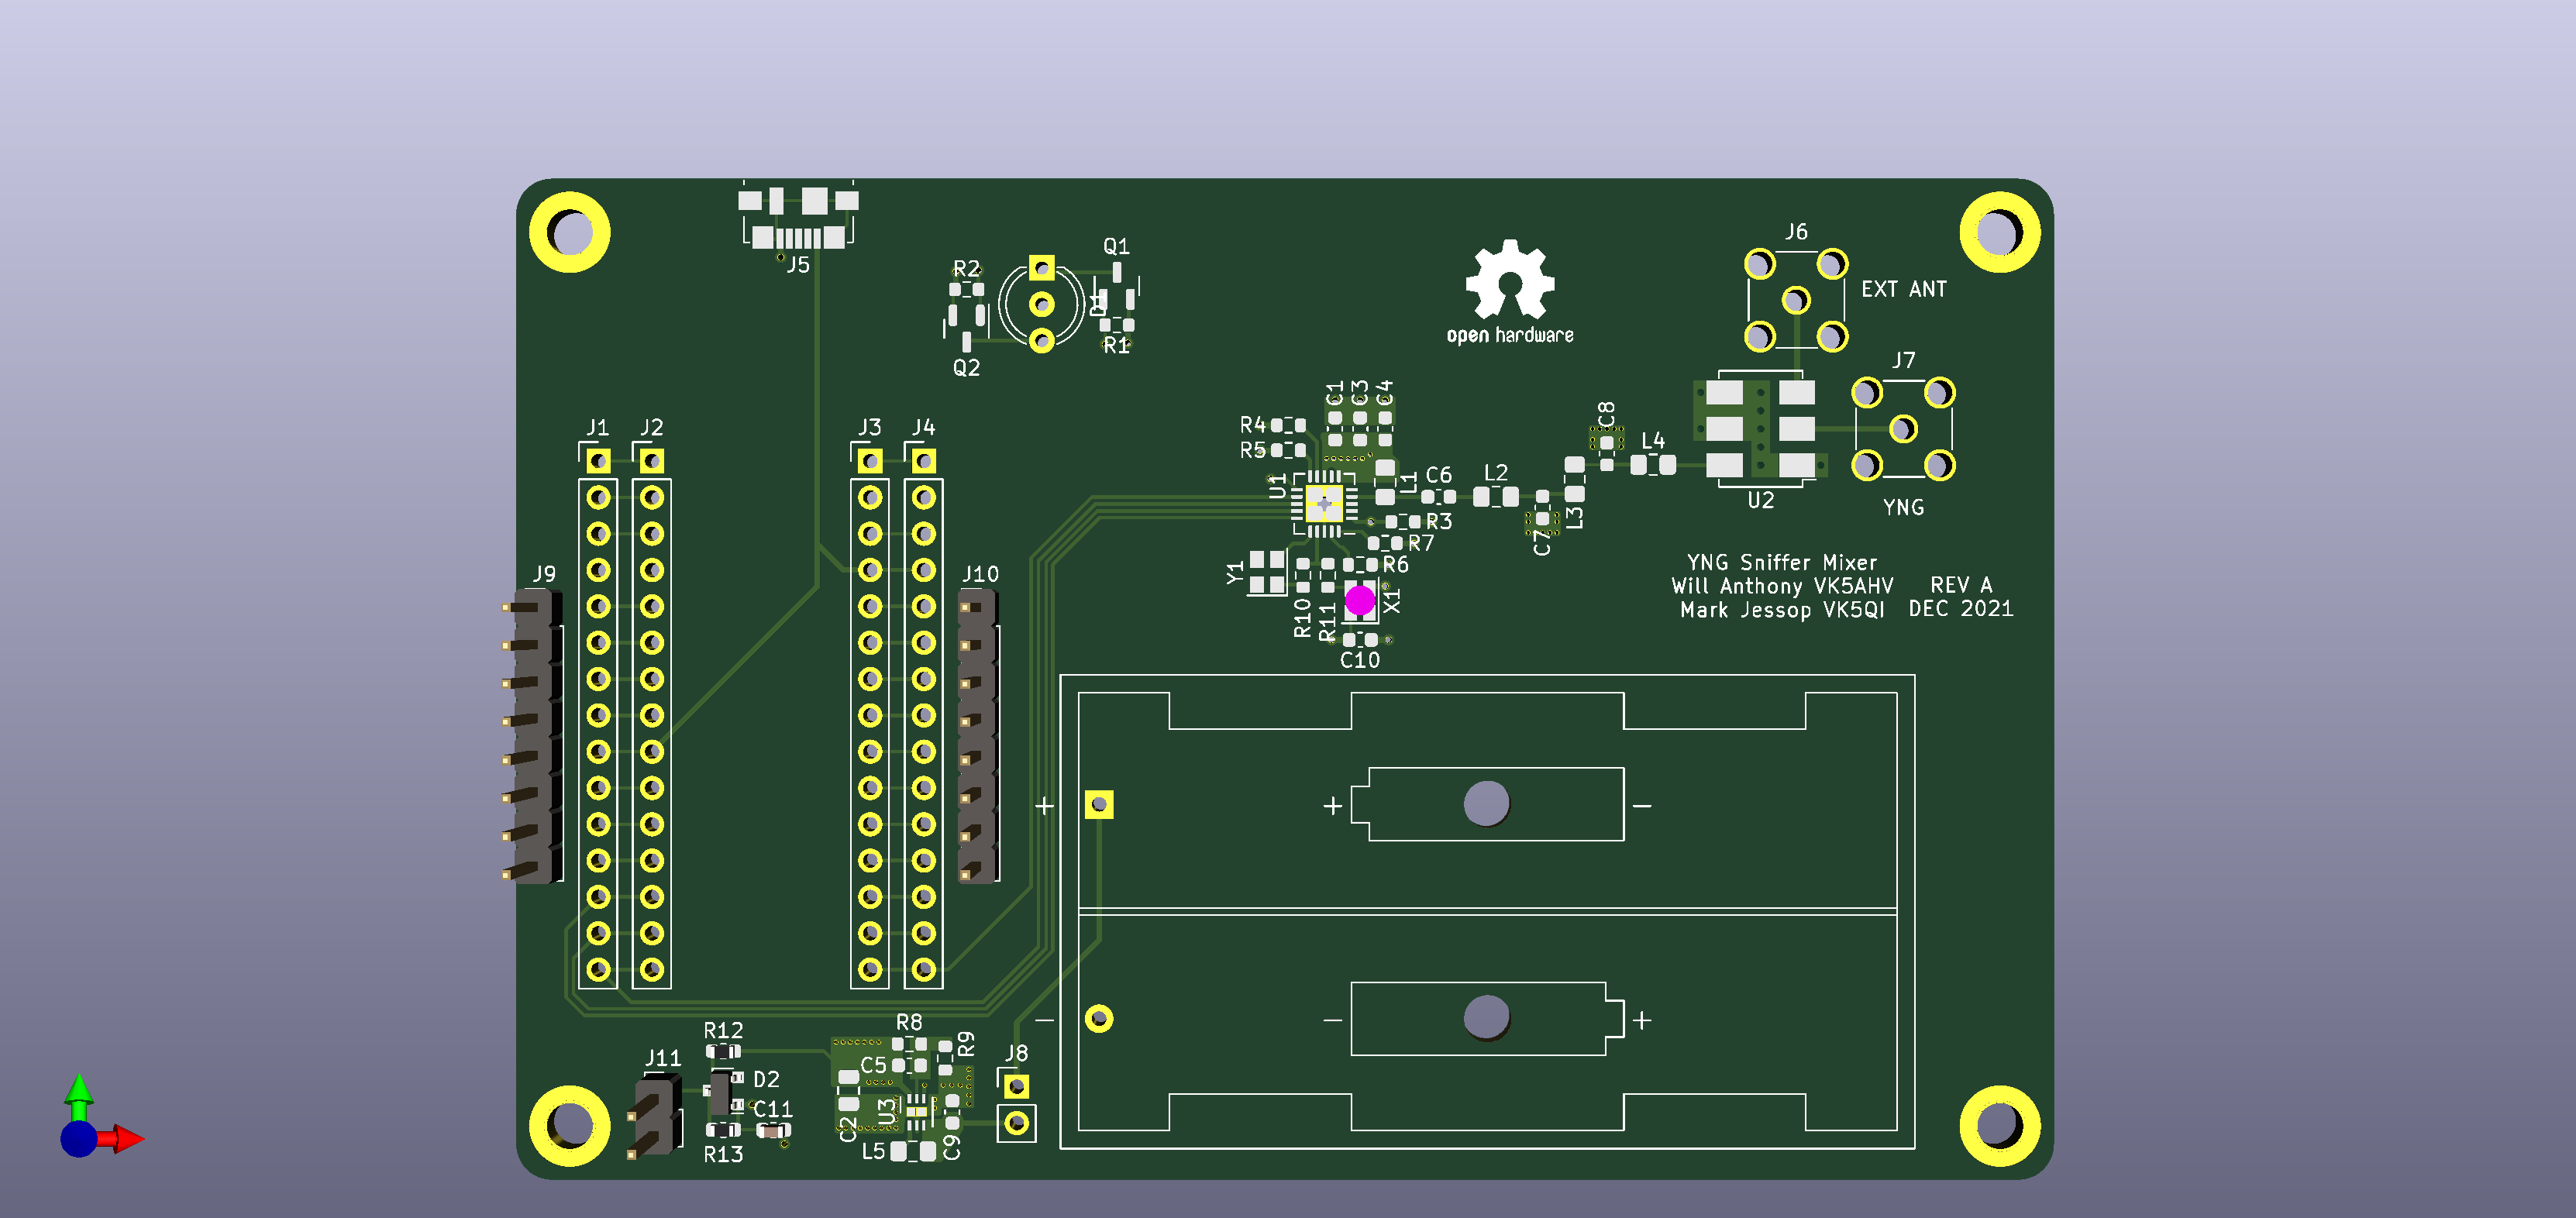 J6
Q1
EXT ANT
J5
R2
D1
open hardware
R1
Q2
J7
C1
C3
C4
C8
R4
J1
J2
J3
J4
R5
L4
U1
L1
C6
L2
U2
YNG
R3
L3
C7
R7
YNG Sniffer Mixer
R6
Y1
J9
J10
Will Anthony VK5AHV
REV A
X1
Mark Jessop VK5QI
DEC 2021
R10
R11
C10
+
+
-
-
-
+
R12
R8
R9
J11
J8
C5
D2
C11
U3
C2
C9
R13
L5